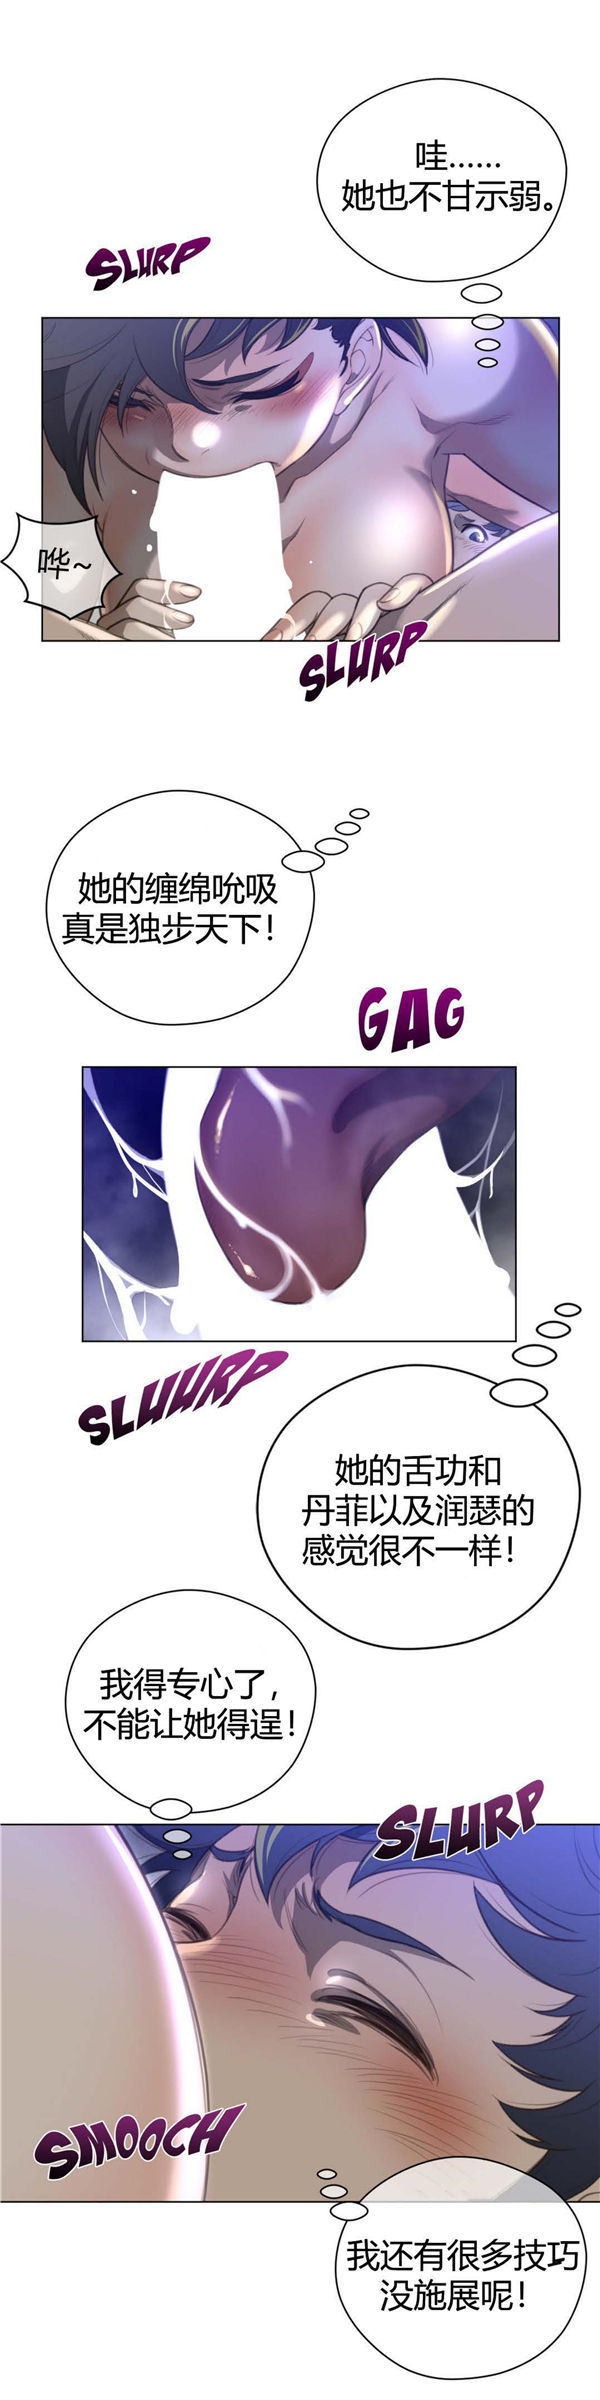 哇……
她也不甘示弱。
SLURP
哗~
SLURP
她的缠绵吮吸
真是独步天下！
GAG
SLUUURP
她的舌功和
丹菲以及润瑟的
感觉很不一样！
我得专心了，
不能让她得逞！
SLURP
SMOOCH
我还有很多技巧
没施展呢！